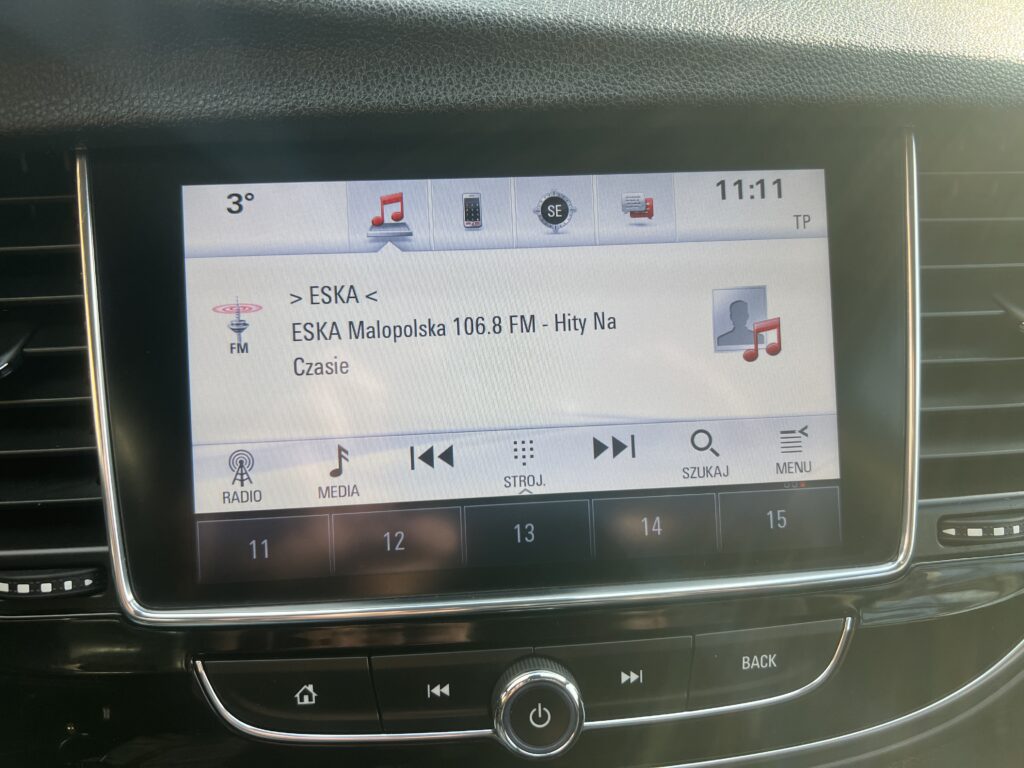 3°
SE
11:11
TP
> ESKA <
ESKA Malopolska 106.8 FM - Hity Na
Czasie
FM
RADIO
MEDIA
STROJ.
SZUKAJ
MENU
11
12
13
14
15
BACK